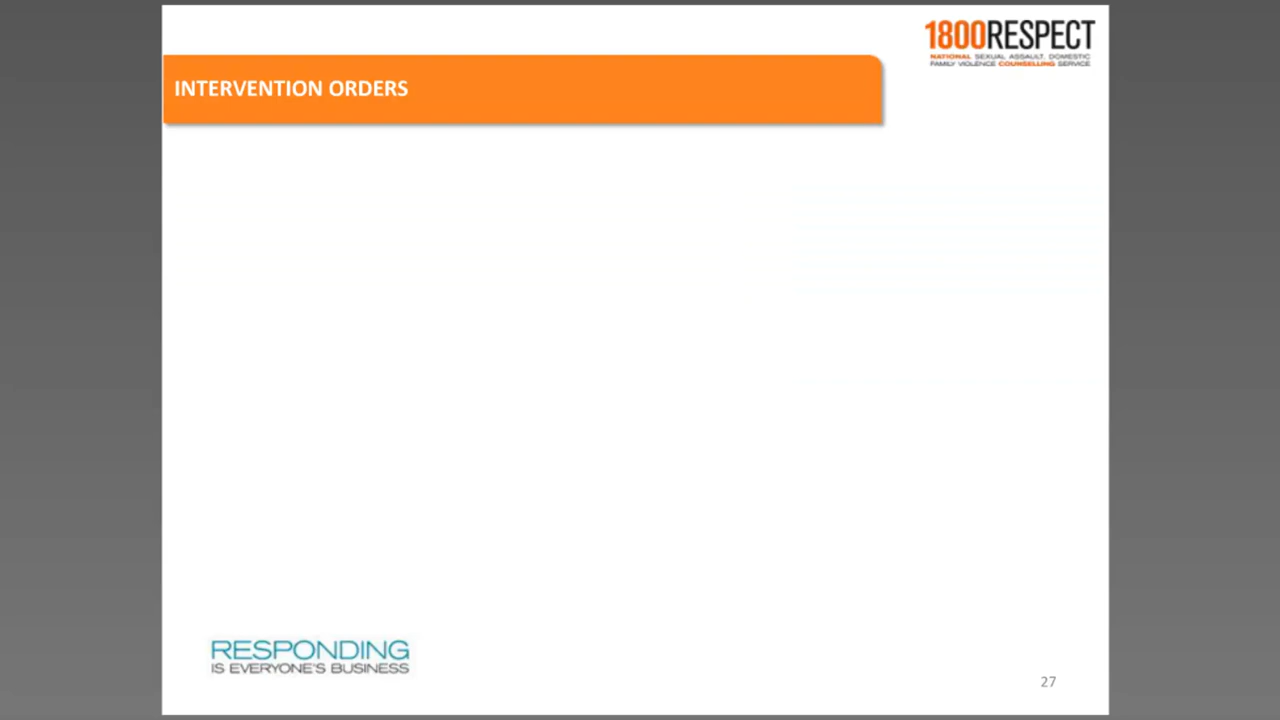 1800RESPECT
NATIONAL SEXUAL ASSAULT, DOMESTIC
FAMILY VIOLENCE COUNSELLING SERVICE
INTERVENTION ORDERS
RESPONDING
IS EVERYONE'S BUSINESS
27